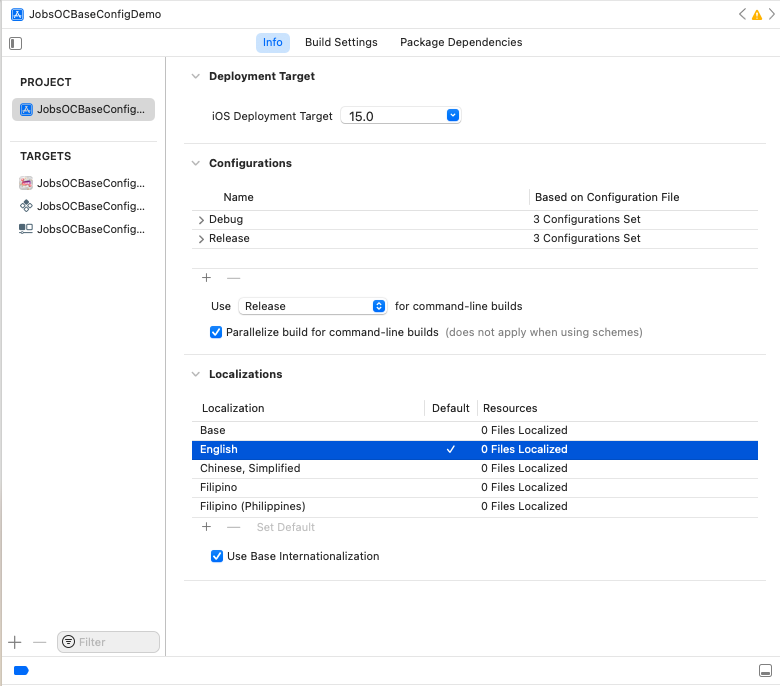 JobsOCBaseConfigDemo
Info Build Settings Package Dependencies
PROJECT
JobsOCBaseConfig...
TARGETS
JobsOCBaseConfig...
JobsOCBaseConfig...
JobsOCBaseConfig...
Filter
Deployment Target
iOS Deployment Target 15.0
Configurations
Name Based on Configuration File
Debug 3 Configurations Set
Release 3 Configurations Set
Use Release for command-line builds
Parallelize build for command-line builds (does not apply when using schemes)
Localizations
Localization Default Resources
Base 0 Files Localized
English 0 Files Localized
Chinese, Simplified 0 Files Localized
Filipino 0 Files Localized
Filipino (Philippines) 0 Files Localized
Set Default
Use Base Internationalization